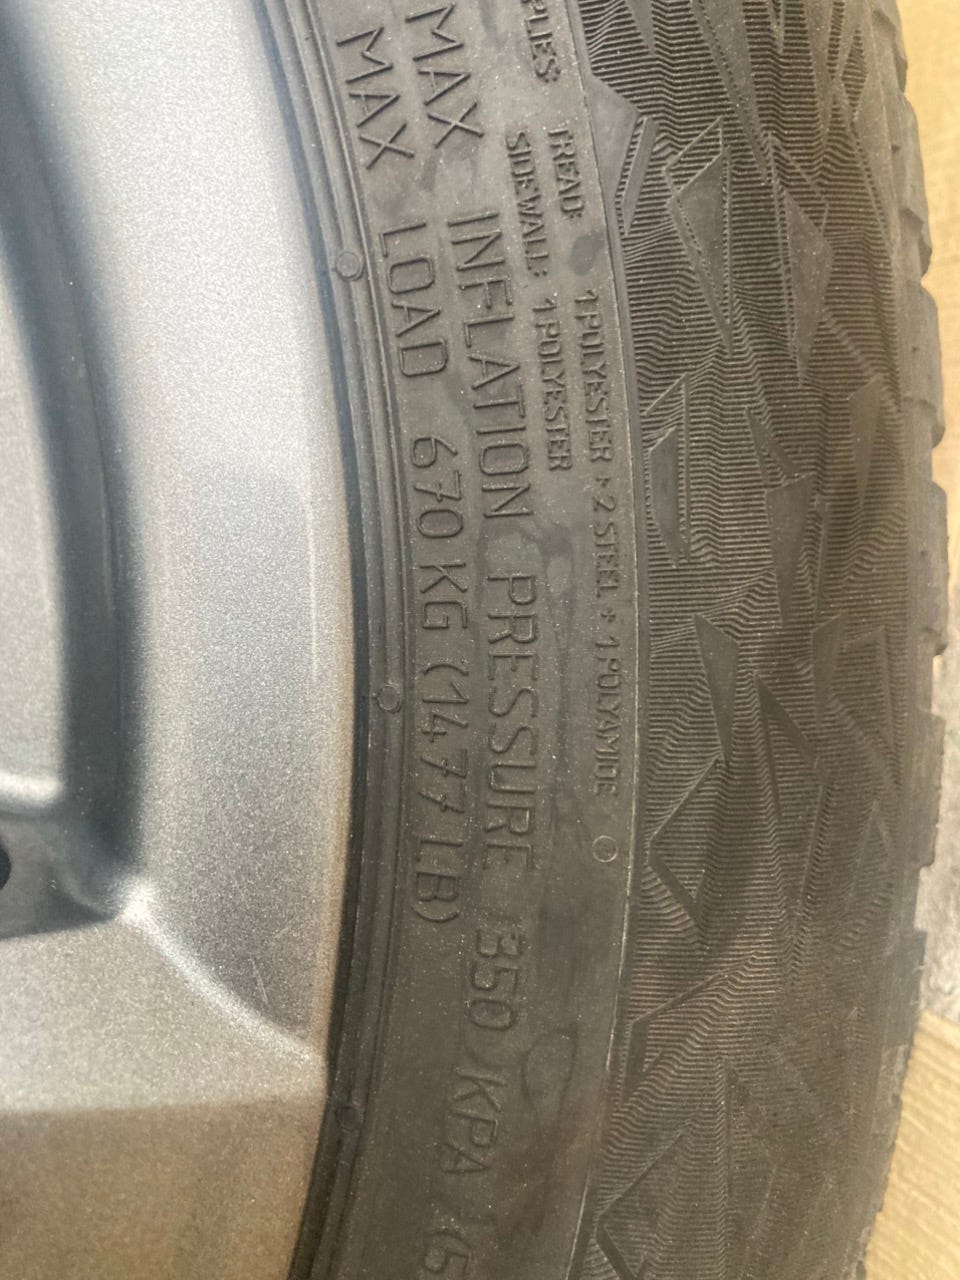 PLIES TREAD: 1 POLYESTER + 2 STEEL + 1 POLYAMIDE
SIDEWALL: 1 POLYESTER
MAX INFLATION PRESSURE 350 KPA (5
MAX LOAD 670 KG (1477 LB)